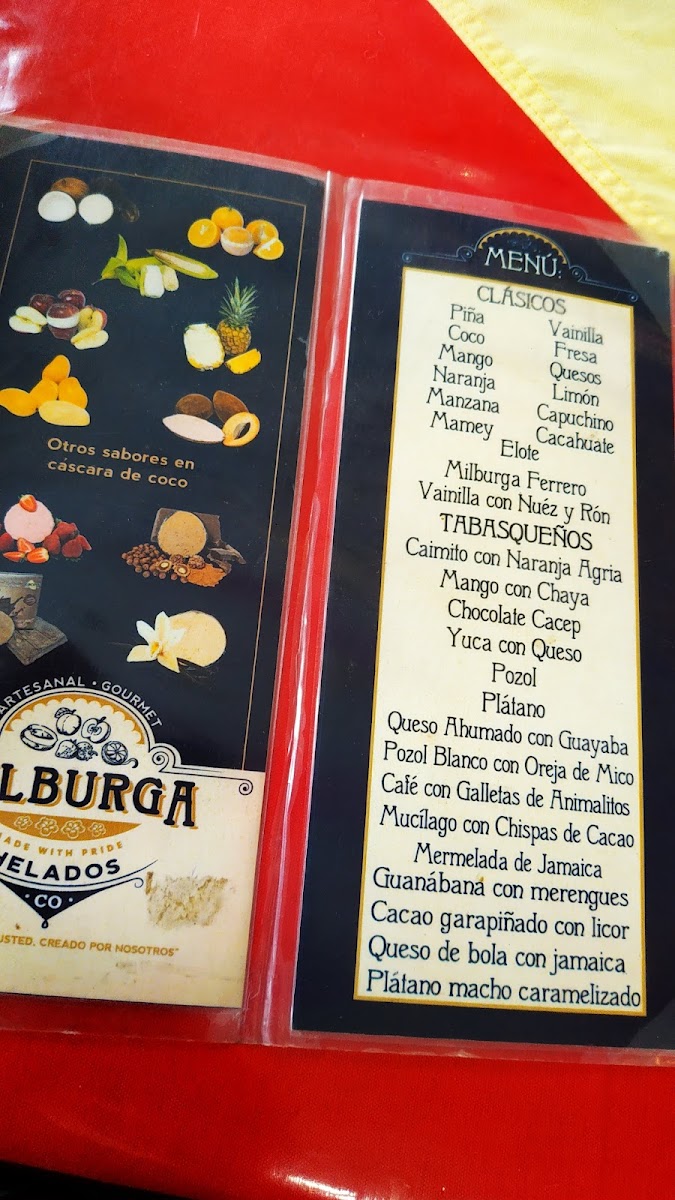 Otros sabores en
cáscara de coco
ARTESANAL · GOURMET
LBURGA
MADE WITH PRIDE
HELADOS
· CO ·
USTED, CREADO POR NOSOTROS"
MENÚ:
CLÁSICOS
Piña Vainilla
Coco Fresa
Mango Quesos
Naranja Limón
Manzana Capuchino
Mamey Cacahuate
Elote
Milburga Ferrero
Vainilla con Nuéz y Rón
TABASQUEÑOS
Caimito con Naranja Agria
Mango con Chaya
Chocolate Cacep
Yuca con Queso
Pozol
Plátano
Queso Ahumado con Guayaba
Pozol Blanco con Oreja de Mico
Café con Galletas de Animalitos
Mucílago con Chispas de Cacao
Mermelada de Jamaica
Guanábana con merengues
Cacao garapiñado con licor
Queso de bola con jamaica
Plátano macho caramelizado